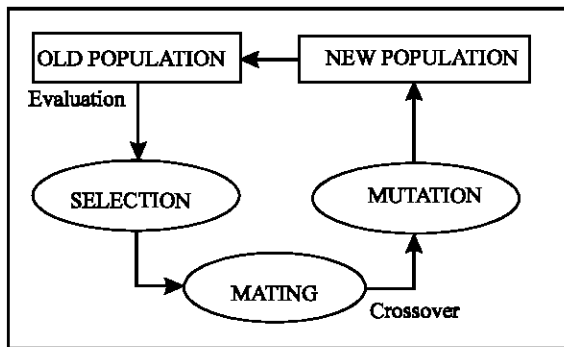 OLD POPULATION
NEW POPULATION
Evaluation
SELECTION
MUTATION
MATING
Crossover